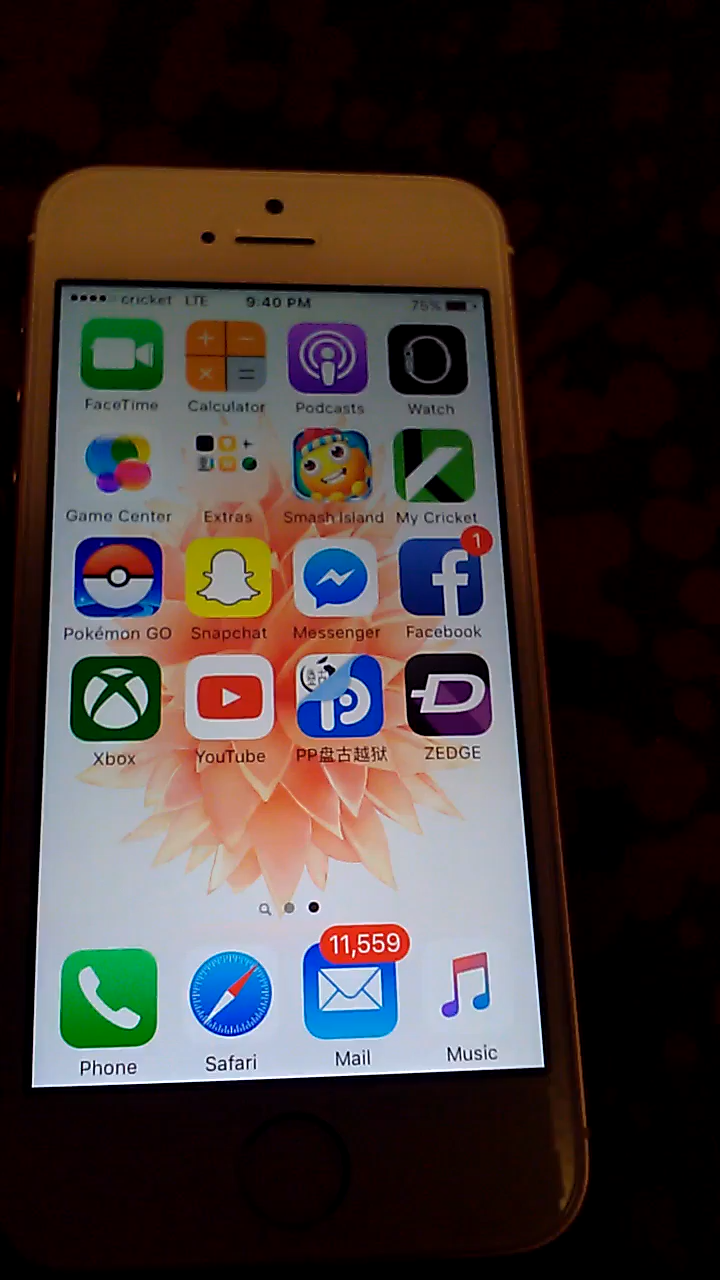 cricket LTE 9:40 PM 75%
FaceTime Calculator Podcasts Watch
Game Center Extras Smash Island My Cricket
1
Pokémon GO Snapchat Messenger Facebook
Xbox YouTube PP盘古越狱 ZEDGE
11,559
Phone Safari Mail Music